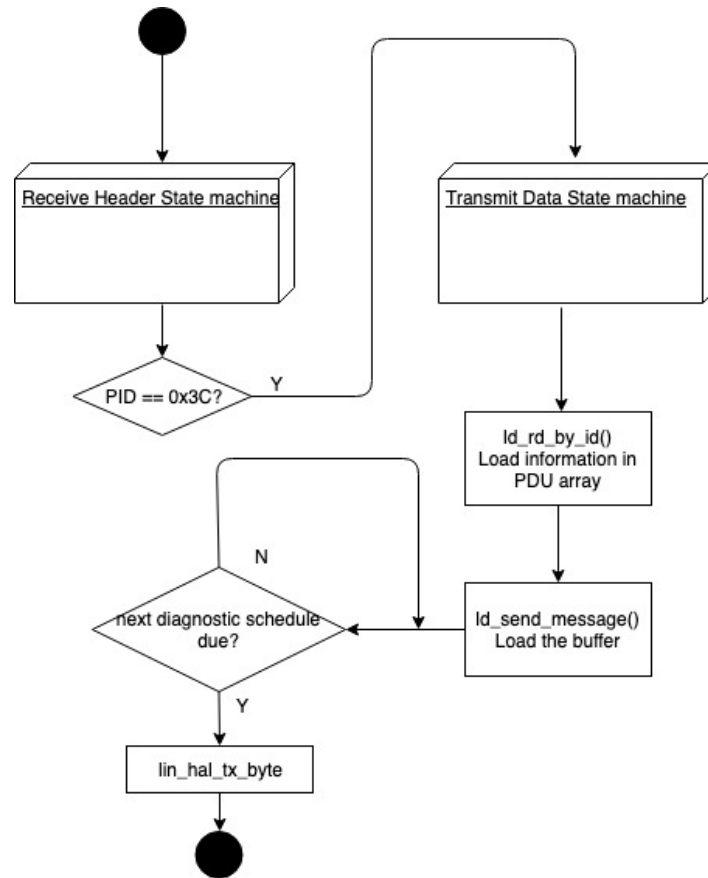 Receive Header State machine
Transmit Data State machine
PID == 0x3C?
Y
ld_rd_by_id()
Load information in
PDU array
N
next diagnostic schedule
due?
ld_send_message()
Load the buffer
Y
lin_hal_tx_byte